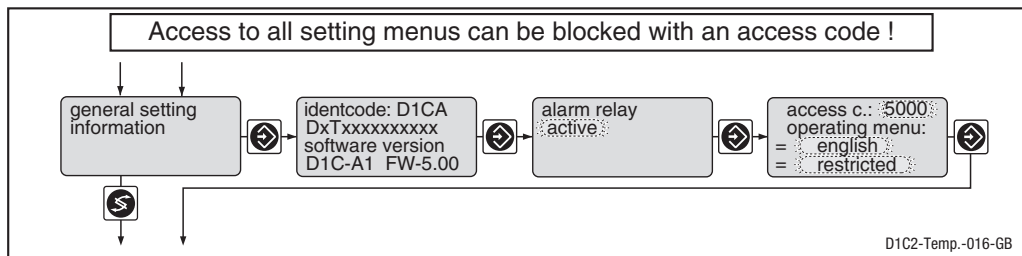 Access to all setting menus can be blocked with an access code !
general setting
information
identcode: D1CA
DxTxxxxxxxxxx
software version
D1C-A1 FW-5.00
alarm relay
active
access c.: 5000
operating menu:
= english
= restricted
D1C2-Temp.-016-GB